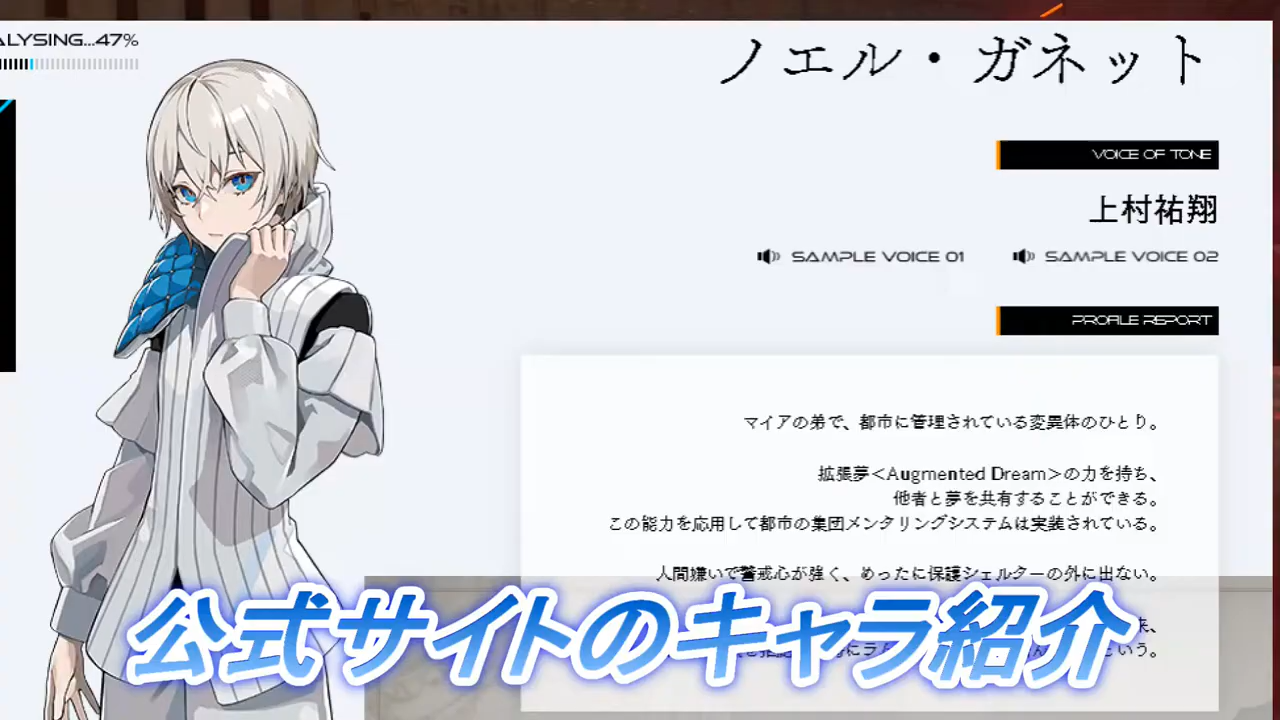 ALYSING...47%
ノエル・ガネット
VOICE OF TONE
上村祐翔
SAMPLE VOICE 01
SAMPLE VOICE 02
PROFILE REPORT
マイアの弟で、都市に管理されている変異体のひとり。
拡張夢<Augmented Dream>の力を持ち、
他者と夢を共有することができる。
この能力を応用して都市の集団メンタリングシステムは実装されている。
人間嫌いで警戒心が強く、めったに保護シェルターの外に出ない。
公式サイトのキャラ紹介
いう。